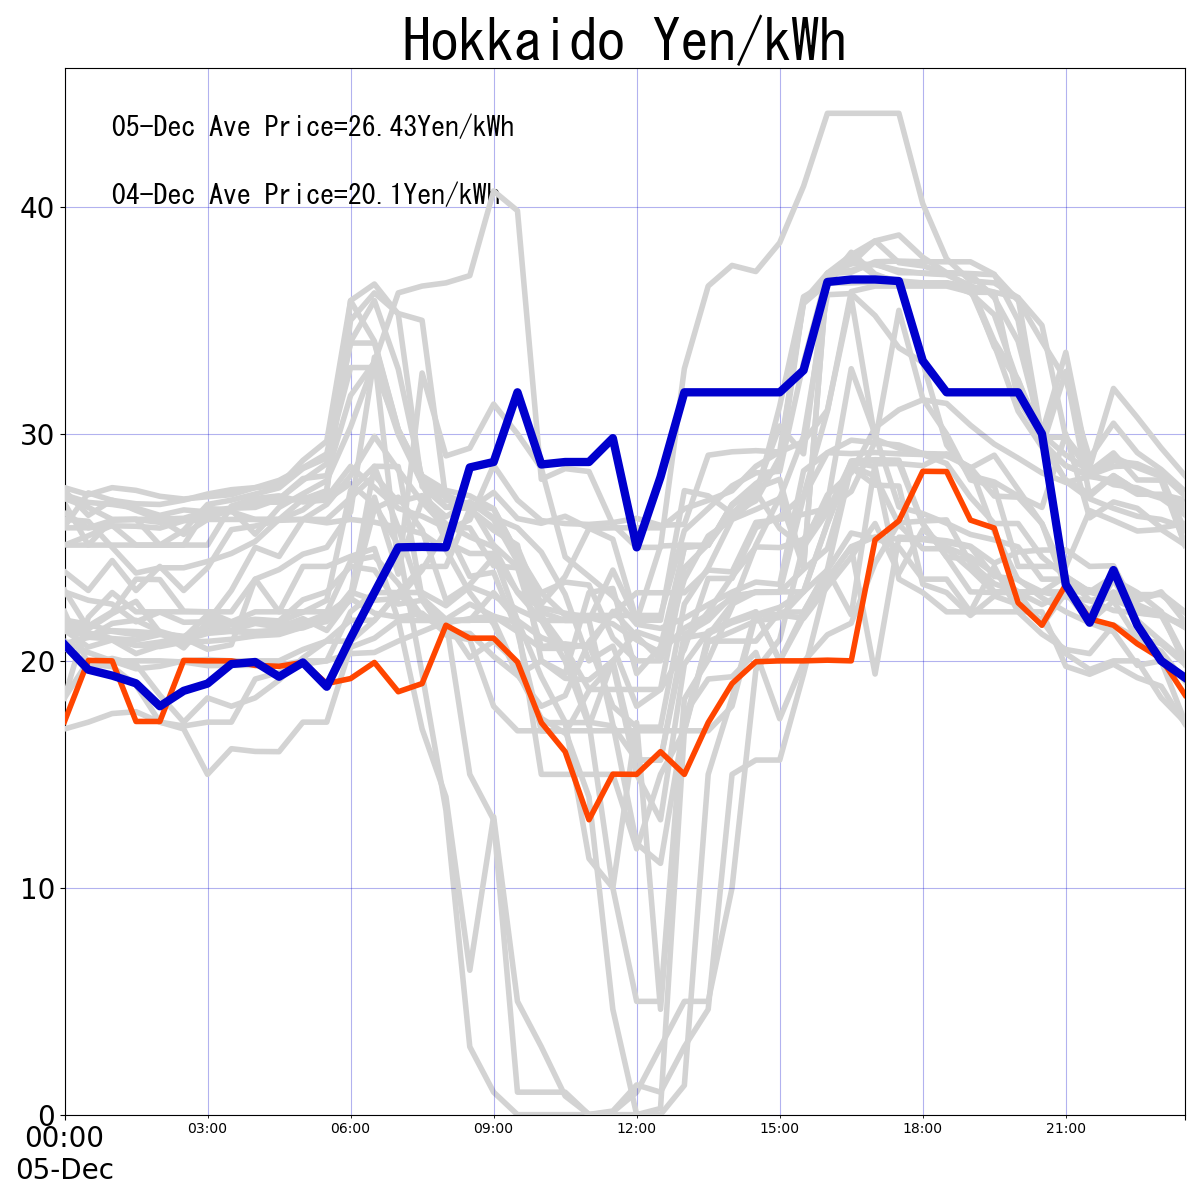 Hokkaido Yen/kWh
05-Dec Ave Price=26.43Yen/kWh
04-Dec Ave Price=20.1Yen/kWh
40
30
20
10
0
00:00 03:00 06:00 09:00 12:00 15:00 18:00 21:00
05-Dec